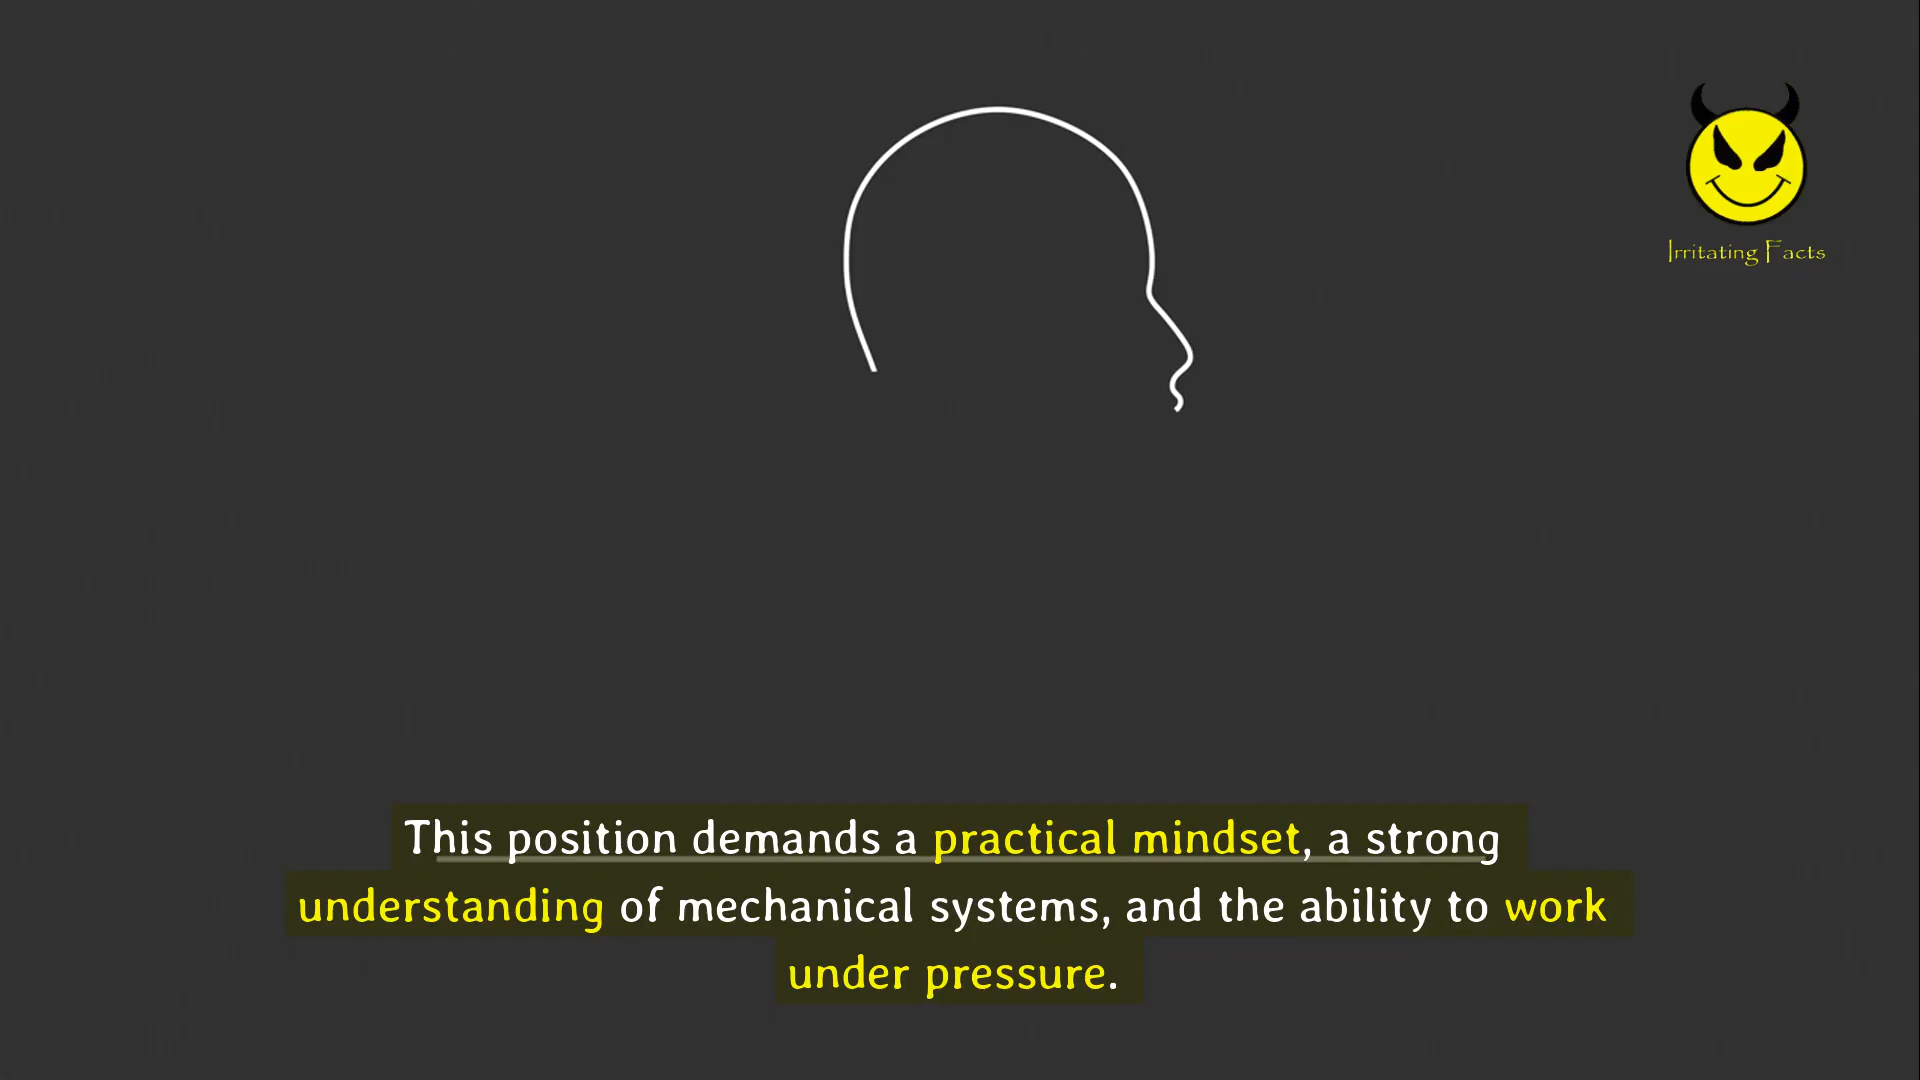 Irritating Facts
This position demands a practical mindset, a strong
understanding of mechanical systems, and the ability to work
under pressure.